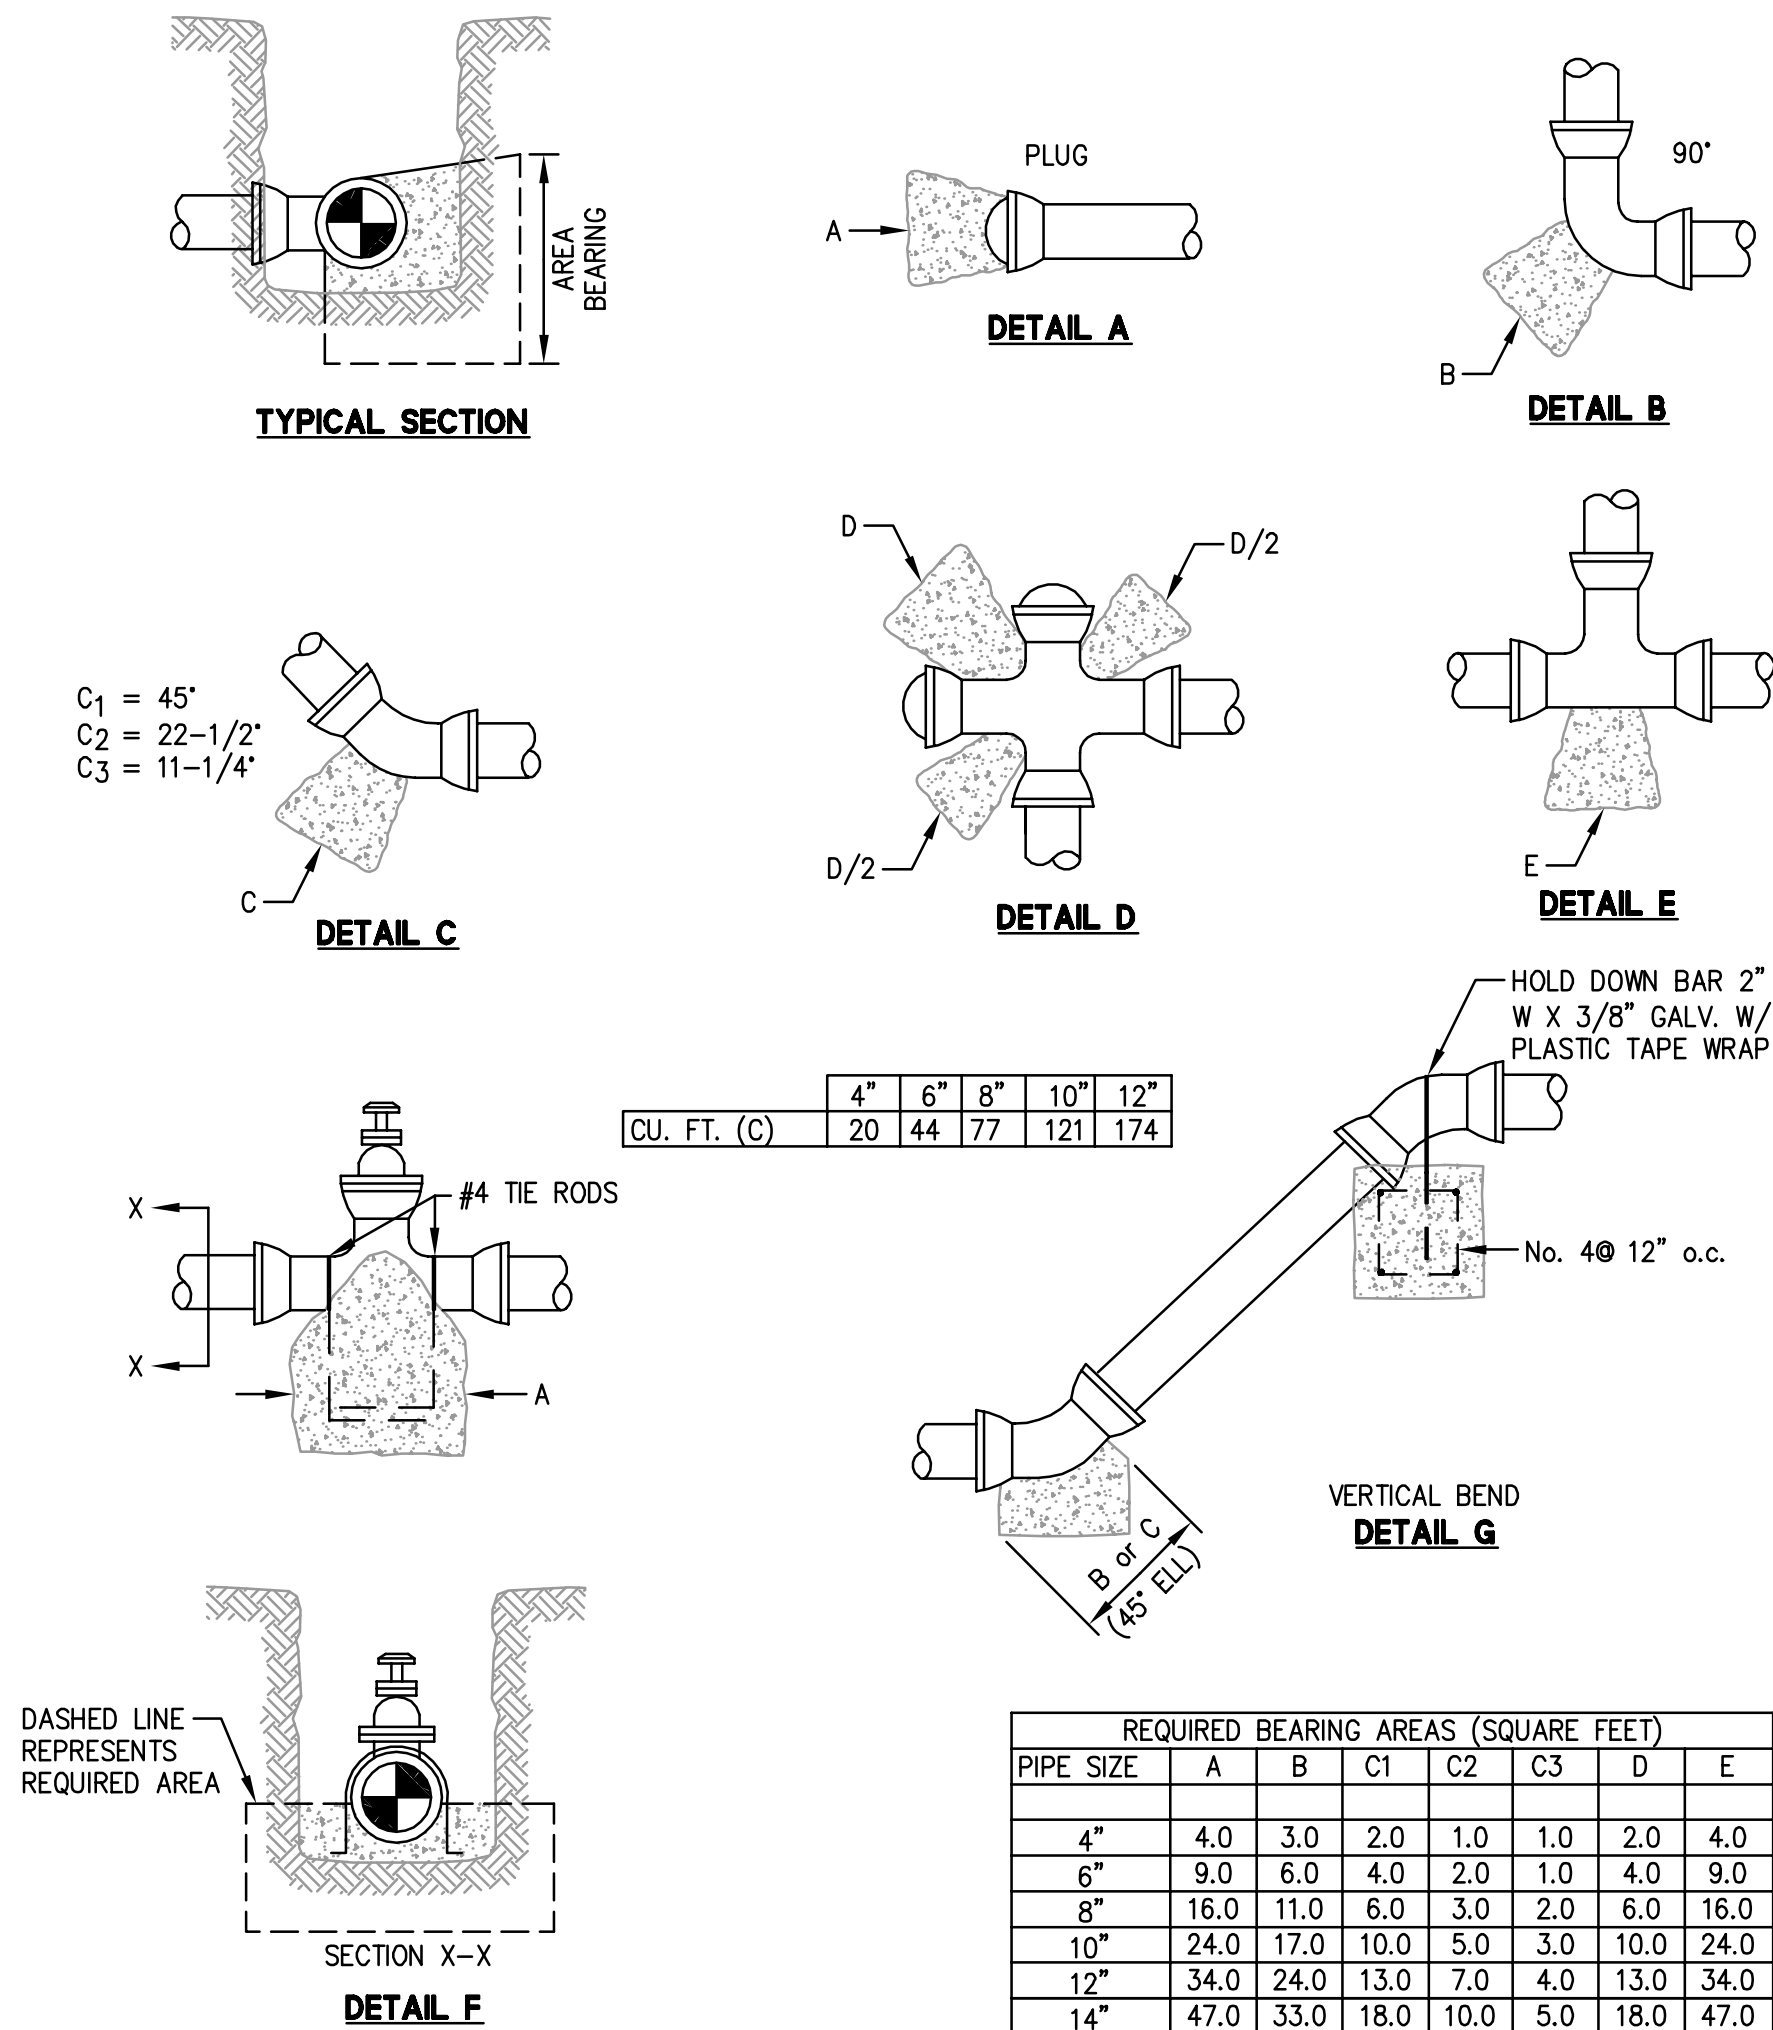 AREA
BEARING
TYPICAL SECTION
PLUG
A
DETAIL A
90°
B
DETAIL B
C1 = 45°
C2 = 22-1/2°
C3 = 11-1/4°
C
DETAIL C
D
D/2
D/2
DETAIL D
E
DETAIL E
HOLD DOWN BAR 2"
W X 3/8" GALV. W/
PLASTIC TAPE WRAP
4" 6" 8" 10" 12"
CU. FT. (C) 20 44 77 121 174
X
#4 TIE RODS
X
A
No. 4@ 12" o.c.
B or C
(45° ELL)
VERTICAL BEND
DETAIL G
DASHED LINE
REPRESENTS
REQUIRED AREA
SECTION X-X
DETAIL F
REQUIRED BEARING AREAS (SQUARE FEET)
PIPE SIZE A B C1 C2 C3 D E
4" 4.0 3.0 2.0 1.0 1.0 2.0 4.0
6" 9.0 6.0 4.0 2.0 1.0 4.0 9.0
8" 16.0 11.0 6.0 3.0 2.0 6.0 16.0
10" 24.0 17.0 10.0 5.0 3.0 10.0 24.0
12" 34.0 24.0 13.0 7.0 4.0 13.0 34.0
14" 47.0 33.0 18.0 10.0 5.0 18.0 47.0